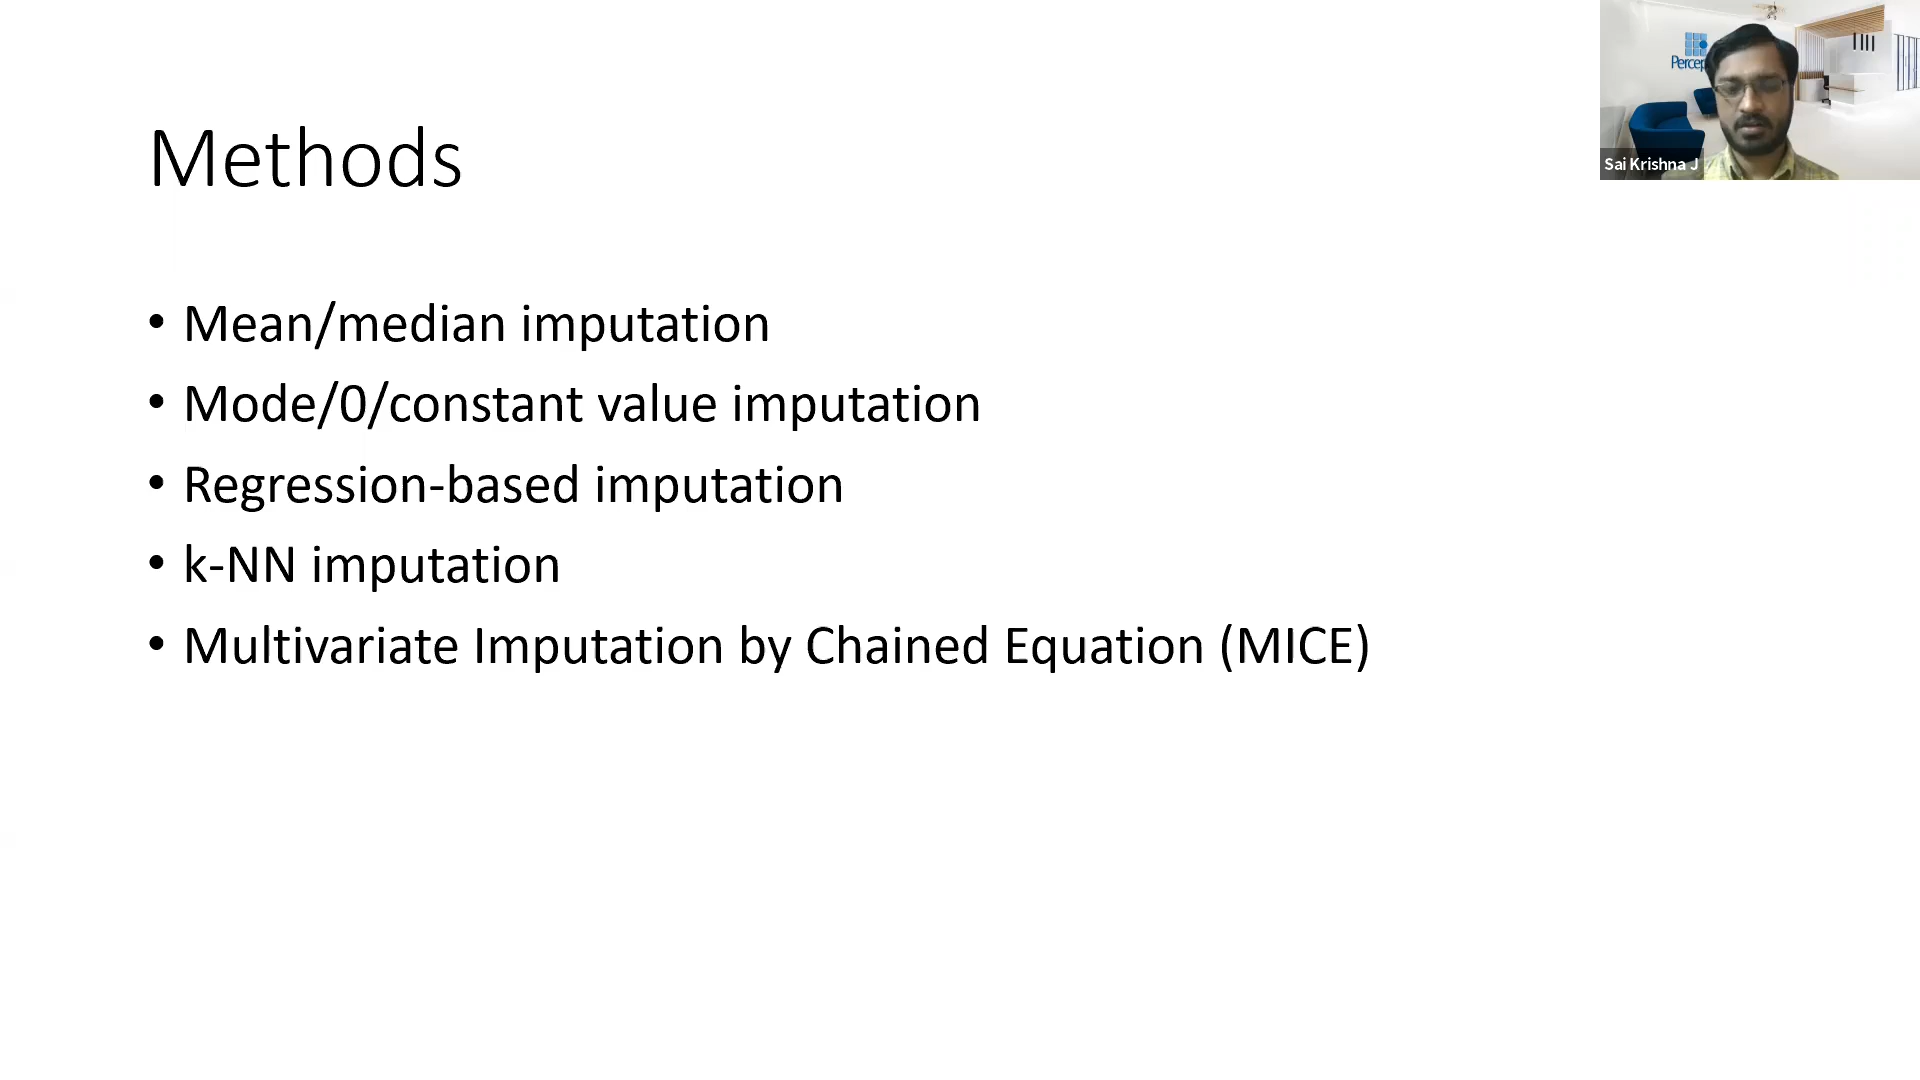 Methods
• Mean/median imputation
• Mode/0/constant value imputation
• Regression-based imputation
• k-NN imputation
• Multivariate Imputation by Chained Equation (MICE)
Sai Krishna J